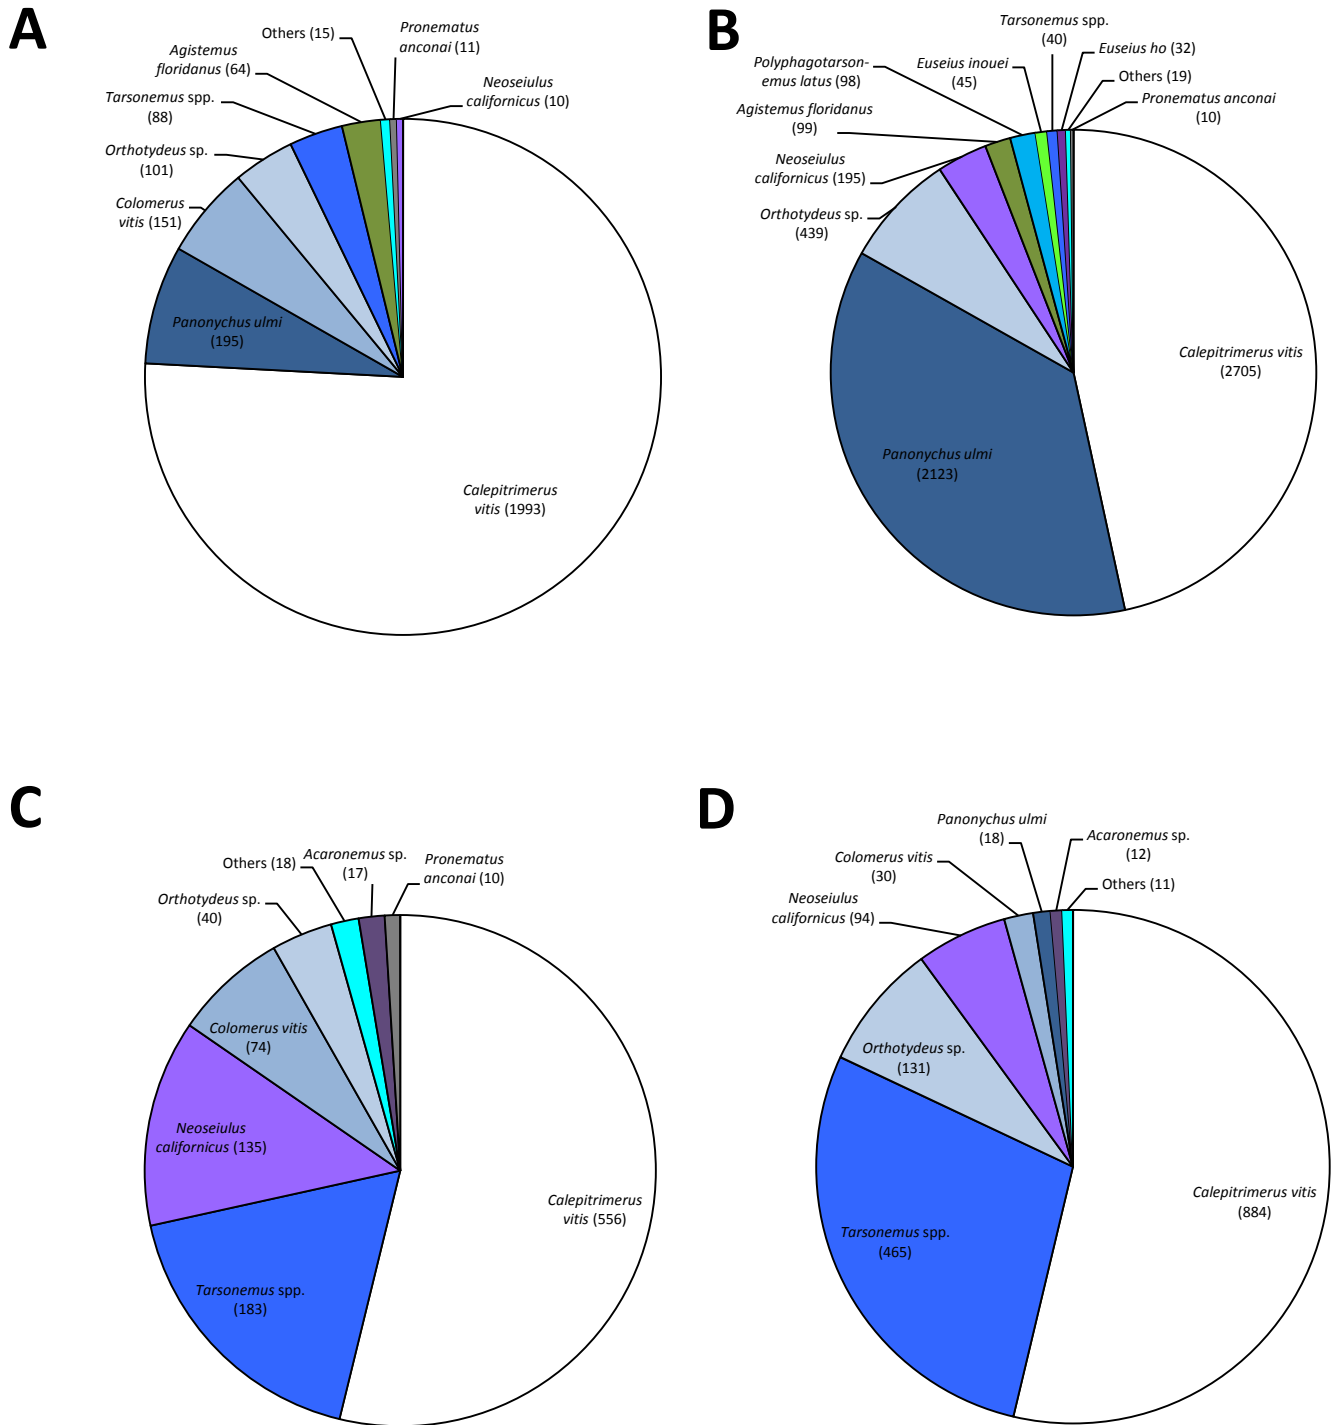 A
Others (15)
Pronematus
anconai (11)
Agistemus
floridanus (64)
Neoseiulus
californicus (10)
Tarsonemus spp.
(88)
Orthotydeus sp.
(101)
Colomerus
vitis (151)
Panonychus ulmi
(195)
Calepitrimerus
vitis (1993)
B
Tarsonemus spp.
(40)
Euseius ho (32)
Polyphagotarson-
emus latus (98)
Euseius inouei
(45)
Others (19)
Pronematus anconai
(10)
Agistemus floridanus
(99)
Neoseiulus
californicus (195)
Orthotydeus sp.
(439)
Calepitrimerus vitis
(2705)
Panonychus ulmi
(2123)
C
Others (18)
Acaronemus sp.
(17)
Pronematus
anconai (10)
Orthotydeus sp.
(40)
Colomerus vitis
(74)
Neoseiulus
californicus (135)
Calepitrimerus
vitis (556)
Tarsonemus spp.
(183)
D
Panonychus ulmi
(18)
Acaronemus sp.
(12)
Colomerus vitis
(30)
Others (11)
Neoseiulus
californicus (94)
Orthotydeus sp.
(131)
Calepitrimerus vitis
(884)
Tarsonemus spp.
(465)